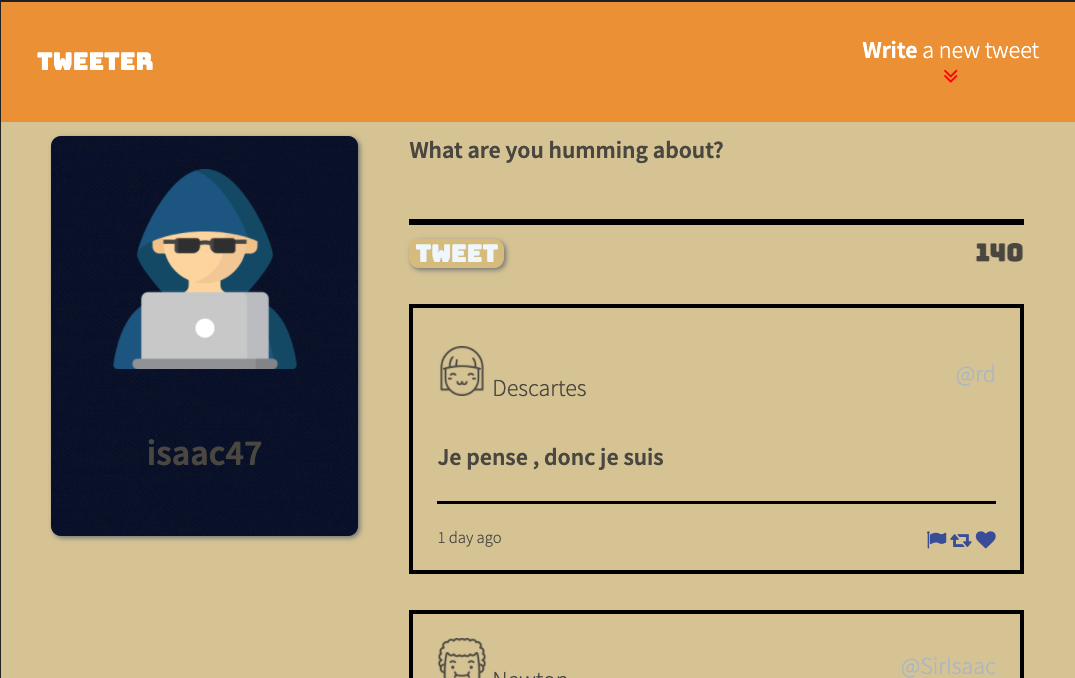 TWEETER
Write a new tweet
isaac47
What are you humming about?
TWEET
140
Descartes
@rd
Je pense , donc je suis
1 day ago
Newton
@SirIsaac